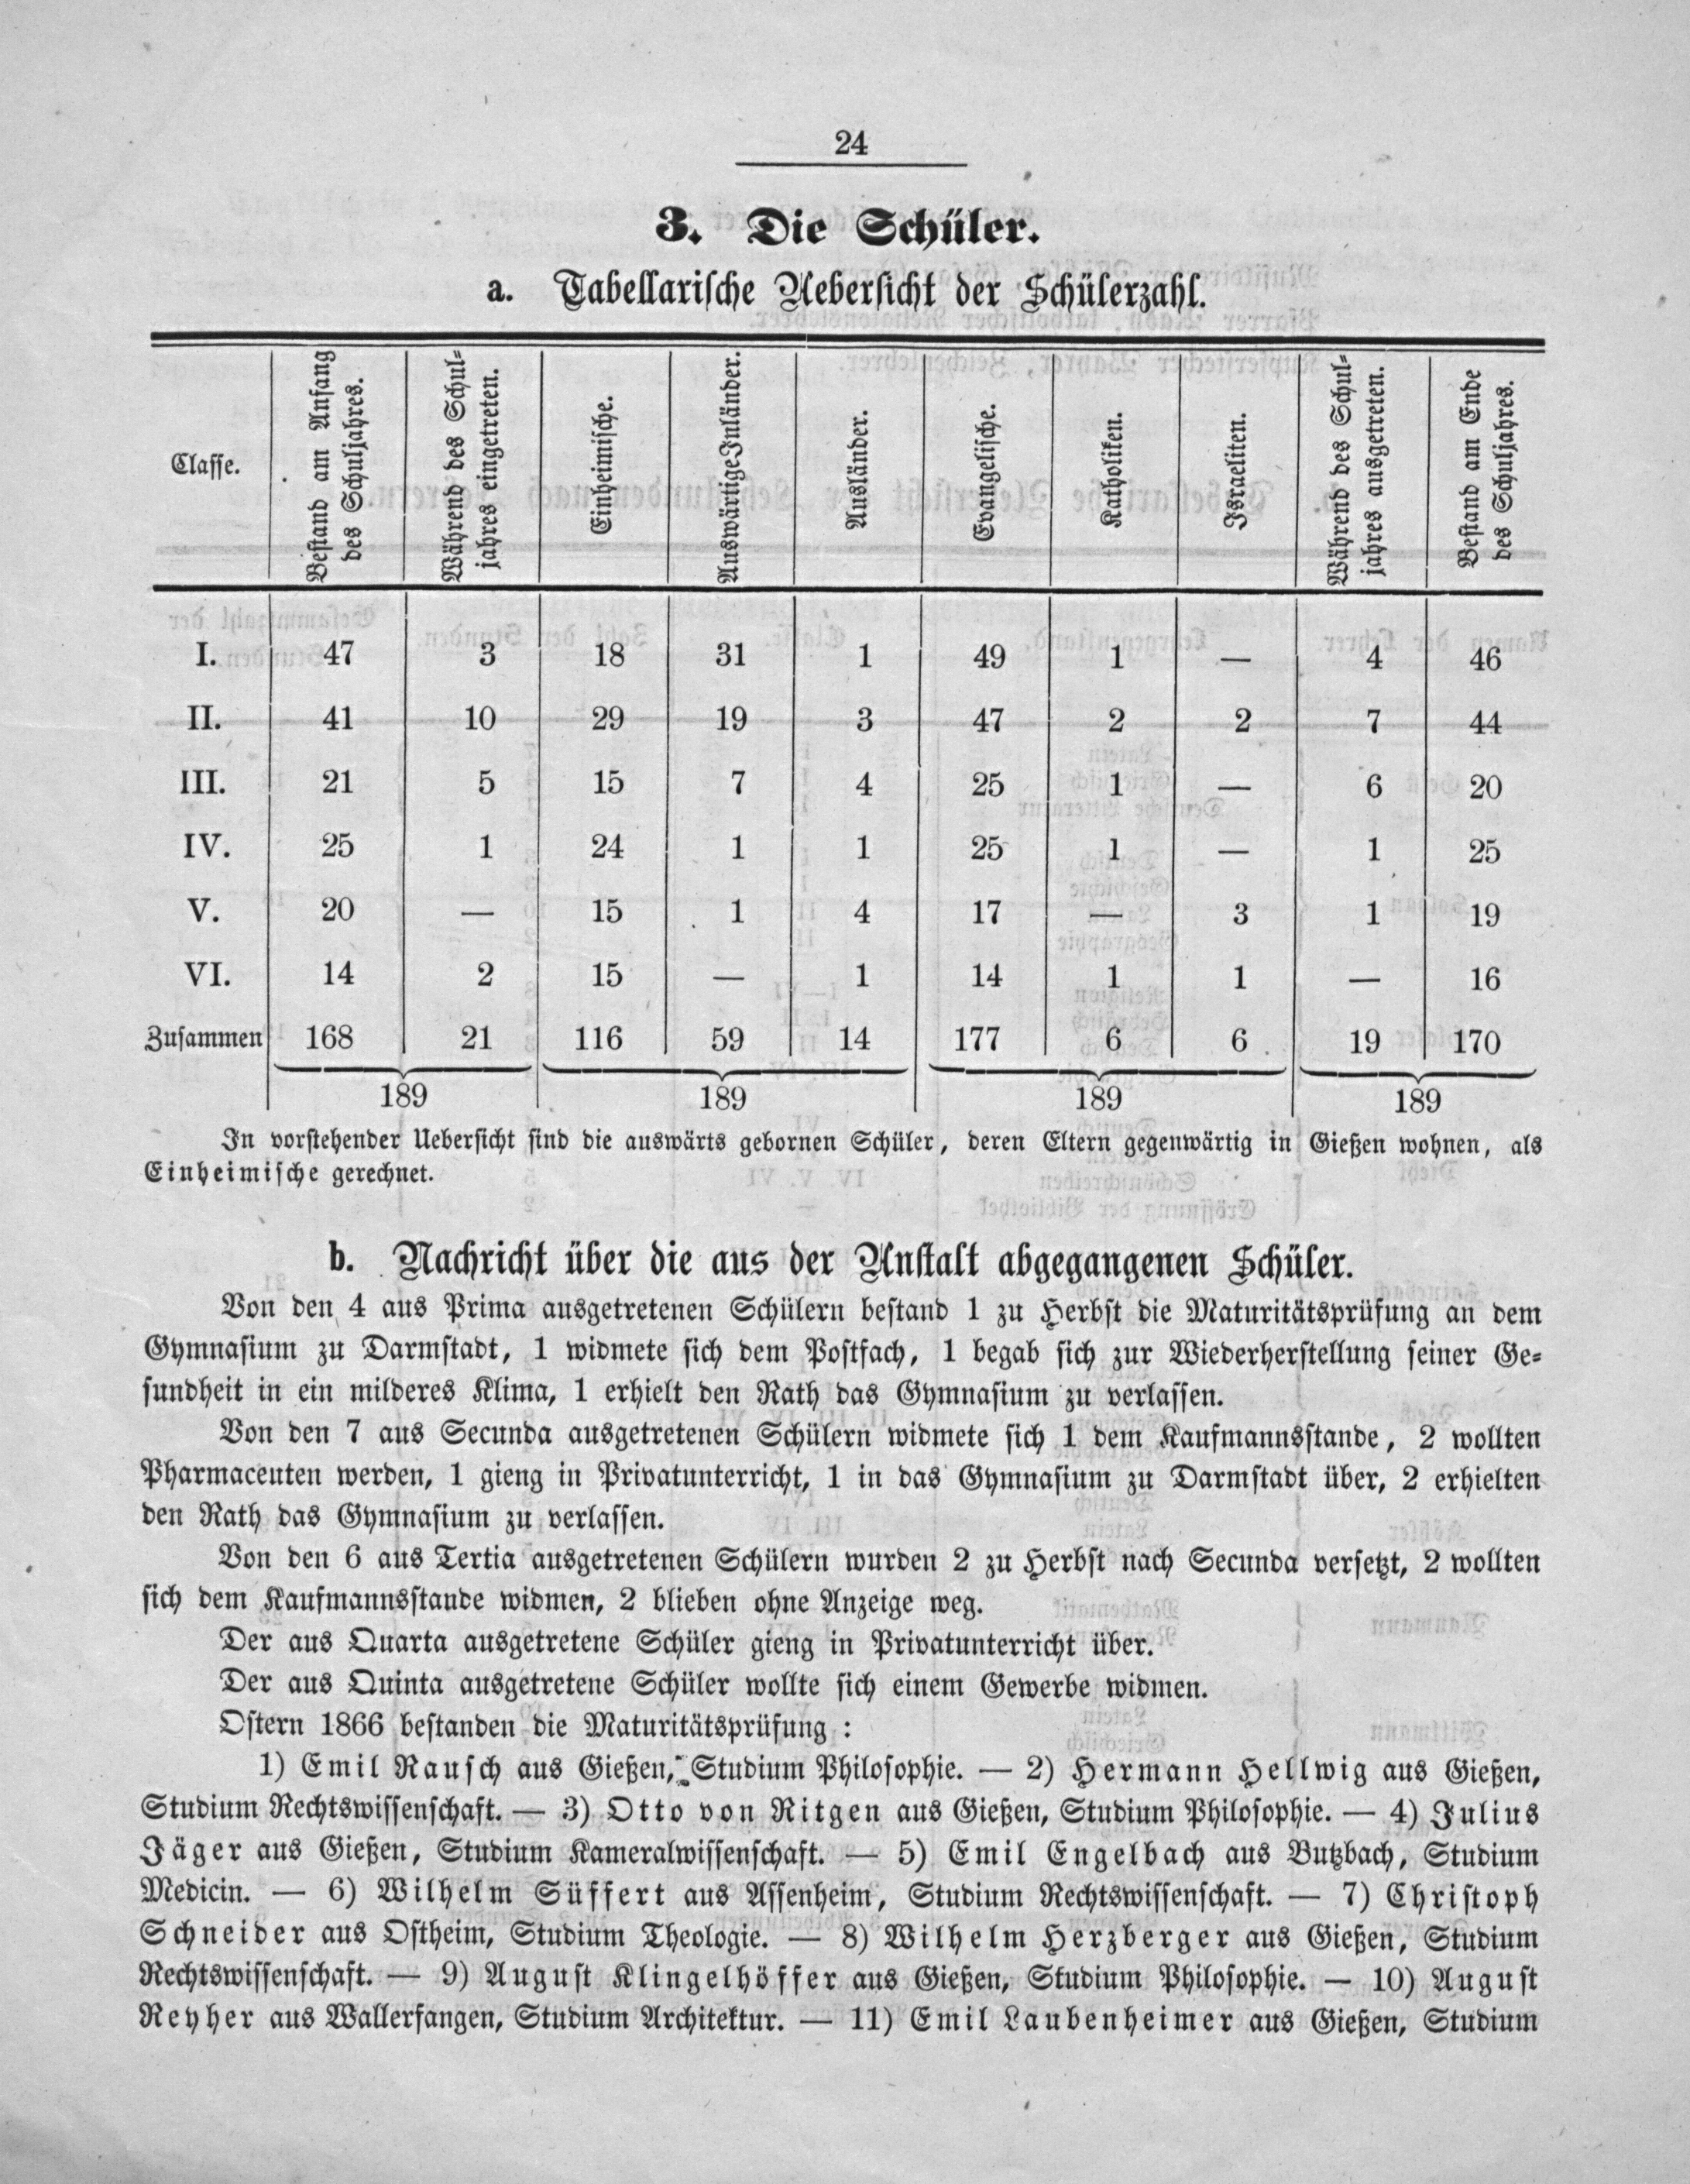 24
3. Die Schüler.
a. Tabellarische Uebersicht der Schülerzahl.
Classe. Bestand am Anfang des Schuljahres. Während des Schul-jahres eingetreten. Einheimische. Auswärtige Inländer. Ausländer. Evangelische. Katholiken. Israeliten. Während des Schul-jahres ausgetreten. Bestand am Ende des Schuljahres.
I. 47 3 18 31 1 49 1 — 4 46
II. 41 10 29 19 3 47 2 2 7 44
III. 21 5 15 7 4 25 1 — 6 20
IV. 25 1 24 1 1 25 1 — 1 25
V. 20 — 15 1 4 17 — 3 1 19
VI. 14 2 15 — 1 14 1 1 — 16
Zusammen 168 21 116 59 14 177 6 6 19 170
189 189 189 189
In vorstehender Uebersicht sind die auswärts gebornen Schüler, deren Eltern gegenwärtig in Gießen wohnen, als
Einheimische gerechnet.
b. Nachricht über die aus der Anstalt abgegangenen Schüler.
Von den 4 aus Prima ausgetretenen Schülern bestand 1 zu Herbst die Maturitätsprüfung an dem
Gymnasium zu Darmstadt, 1 widmete sich dem Postfach, 1 begab sich zur Wiederherstellung seiner Ge-
sundheit in ein milderes Klima, 1 erhielt den Rath das Gymnasium zu verlassen.
Von den 7 aus Secunda ausgetretenen Schülern widmete sich 1 dem Kaufmannsstande, 2 wollten
Pharmaceuten werden, 1 gieng in Privatunterricht, 1 in das Gymnasium zu Darmstadt über, 2 erhielten
den Rath das Gymnasium zu verlassen.
Von den 6 aus Tertia ausgetretenen Schülern wurden 2 zu Herbst nach Secunda versetzt, 2 wollten
sich dem Kaufmannsstande widmen, 2 blieben ohne Anzeige weg.
Der aus Quarta ausgetretene Schüler gieng in Privatunterricht über.
Der aus Quinta ausgetretene Schüler wollte sich einem Gewerbe widmen.
Ostern 1866 bestanden die Maturitätsprüfung :
1) Emil Rausch aus Gießen, Studium Philosophie. — 2) Hermann Hellwig aus Gießen,
Studium Rechtswissenschaft. — 3) Otto von Ritgen aus Gießen, Studium Philosophie. — 4) Julius
Jäger aus Gießen, Studium Kameralwissenschaft. — 5) Emil Engelbach aus Butzbach, Studium
Medicin. — 6) Wilhelm Süffert aus Assenheim, Studium Rechtswissenschaft. — 7) Christoph
Schneider aus Ostheim, Studium Theologie. — 8) Wilhelm Herzberger aus Gießen, Studium
Rechtswissenschaft. — 9) August Klingelhöffer aus Gießen, Studium Philosophie. — 10) August
Reyher aus Wallerfangen, Studium Architektur. — 11) Emil Laubenheimer aus Gießen, Studium